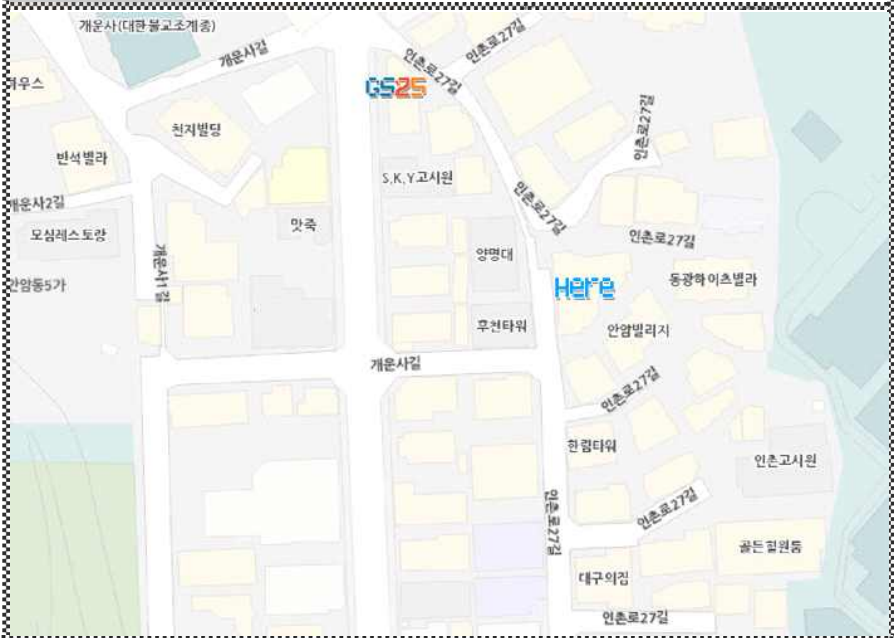 개운사(대한불교조계종)
개운사길
인촌로27길
인촌로27길
GS25
천지빌딩
반석빌라
인촌로27길
S.K.Y고시원
개운사2길
모심레스토랑
맛죽
인촌로27길
인촌로27길
개운사1길
양명대
안암동5가
Here
동광하이츠빌라
후천타워
안암빌리지
개운사길
인촌로27길
한림타워
인촌고시원
인촌로27길
인촌로27길
골든힐원룸
대구의집
인촌로27길